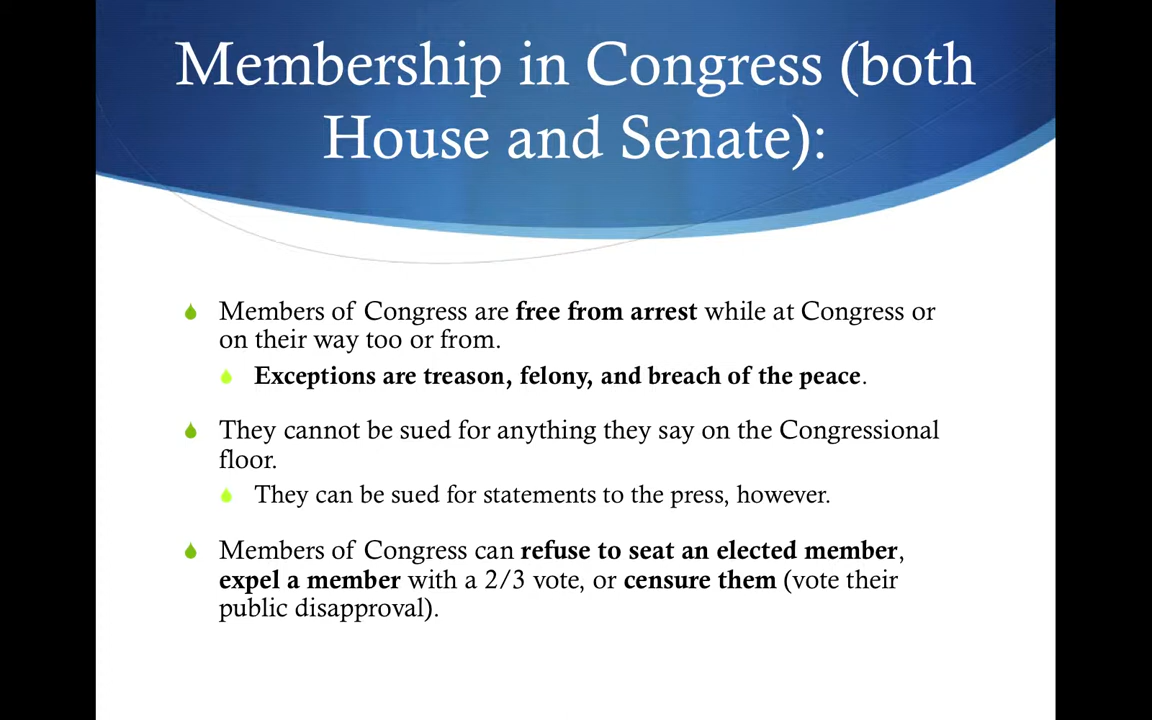 Membership in Congress (both
House and Senate):
Members of Congress are free from arrest while at Congress or
on their way too or from.
Exceptions are treason, felony, and breach of the peace.
They cannot be sued for anything they say on the Congressional
floor.
They can be sued for statements to the press, however.
Members of Congress can refuse to seat an elected member,
expel a member with a 2/3 vote, or censure them (vote their
public disapproval).